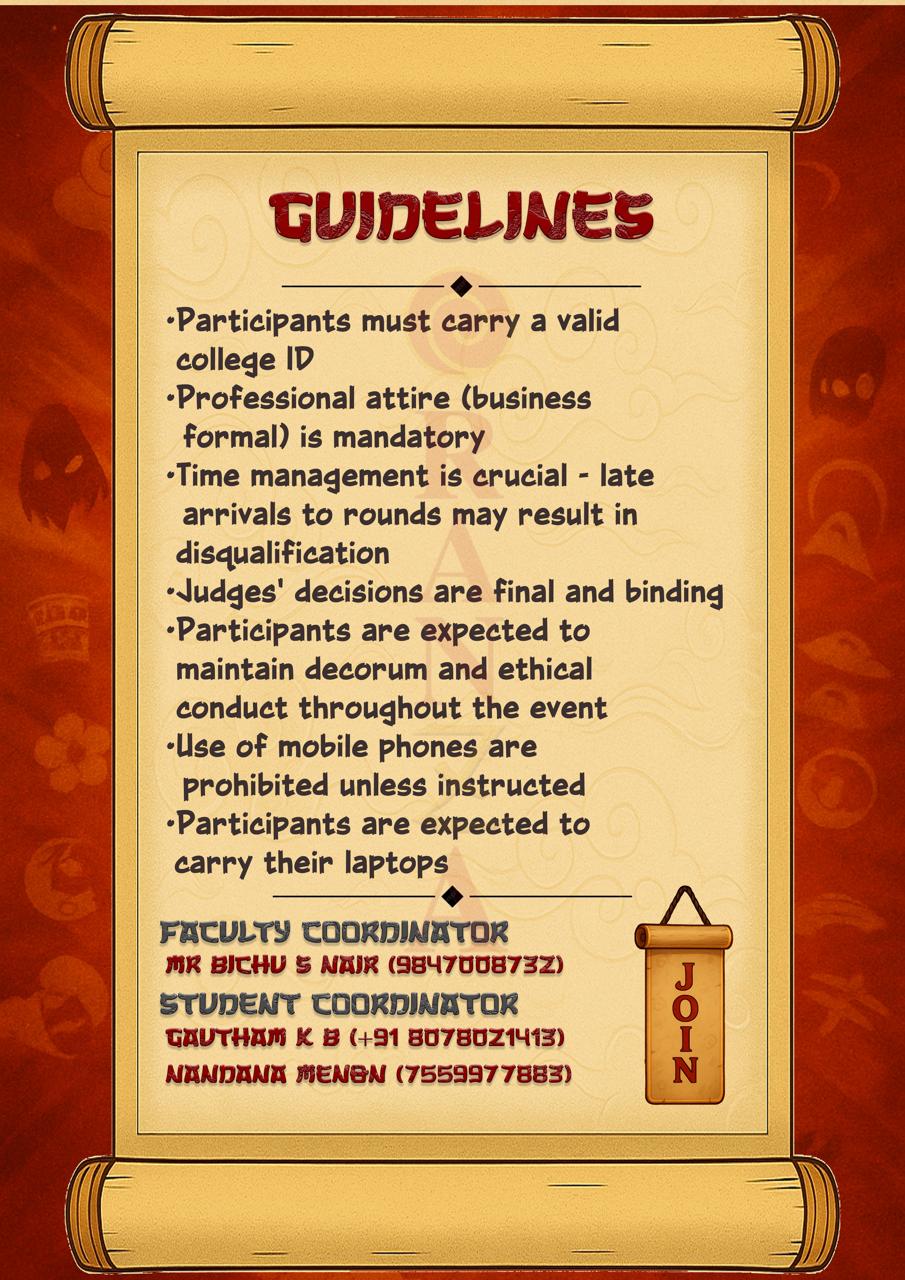 GUIDELINES
•Participants must carry a valid
college ID
•Professional attire (business
formal) is mandatory
•Time management is crucial - late
arrivals to rounds may result in
disqualification
•Judges' decisions are final and binding
•Participants are expected to
maintain decorum and ethical
conduct throughout the event
•Use of mobile phones are
prohibited unless instructed
•Participants are expected to
carry their laptops
FACULTY COORDINATOR
MR BICHU S NAIR (9847008732)
STUDENT COORDINATOR
GAUTHAM K B (+91 8078021413)
NANDANA MENON (7559977883)
JOIN